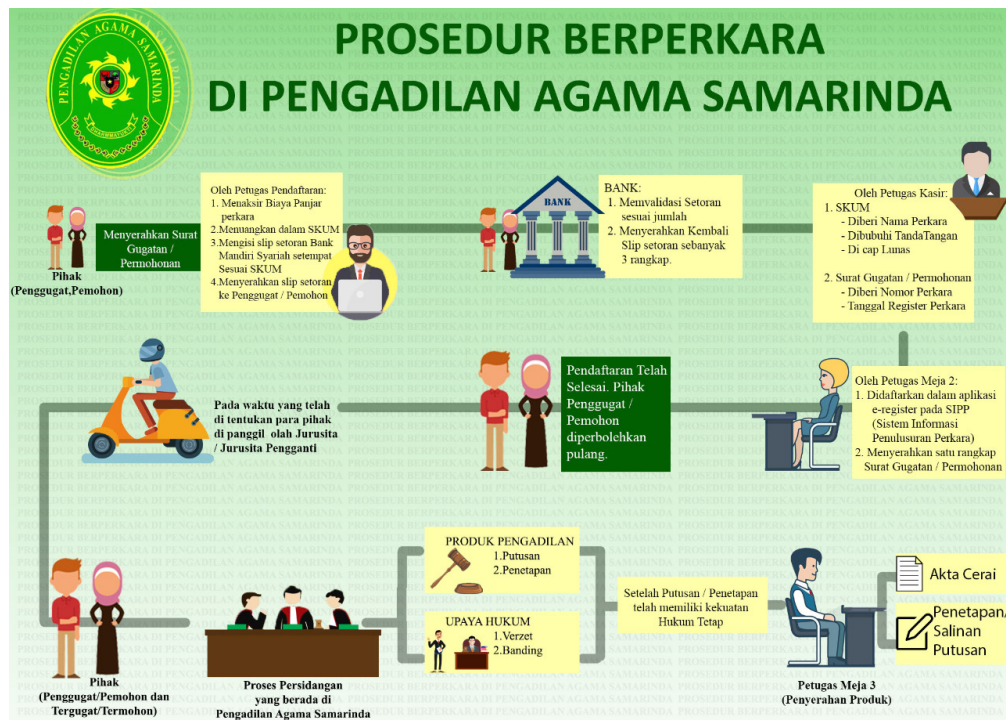 PROSEDUR BERPERKARA
DI PENGADILAN AGAMA SAMARINDA
PENGADILAN AGAMA SAMARINDA
Pihak
(Penggugat,Pemohon)
Menyerahkan Surat
Gugatan /
Permohonan
Oleh Petugas Pendaftaran:
1. Menaksir Biaya Panjar
perkara
2.Menuangkan dalam SKUM
3.Mengisi slip setoran Bank
Mandiri Syariah setempat
Sesuai SKUM
4.Menyerahkan slip setoran
ke Penggugat / Pemohon
BANK
BANK:
1. Memvalidasi Setoran
sesuai jumlah
2. Menyerahkan Kembali
Slip setoran sebanyak
3 rangkap.
Oleh Petugas Kasir:
1. SKUM
- Diberi Nama Perkara
- Dibubuhi TandaTangan
- Di cap Lunas
2. Surat Gugatan / Permohonan
- Diberi Nomor Perkara
- Tanggal Register Perkara
Oleh Petugas Meja 2:
1. Didaftarkan dalam aplikasi
e-register pada SIPP
(Sistem Informasi
Penulusuran Perkara)
2. Menyerahkan satu rangkap
Surat Gugatan / Permohonan
Pendaftaran Telah
Selesai. Pihak
Penggugat /
Pemohon
diperbolehkan
pulang.
Pada waktu yang telah
di tentukan para pihak
di panggil olah Jurusita
/ Jurusita Pengganti
Pihak
(Penggugat/Pemohon dan
Tergugat/Termohon)
Proses Persidangan
yang berada di
Pengadilan Agama Samarinda
PRODUK PENGADILAN
1.Putusan
2.Penetapan
UPAYA HUKUM
1.Verzet
2.Banding
Setelah Putusan / Penetapan
telah memiliki kekuatan
Hukum Tetap
Petugas Meja 3
(Penyerahan Produk)
Akta Cerai
Penetapan/
Salinan
Putusan